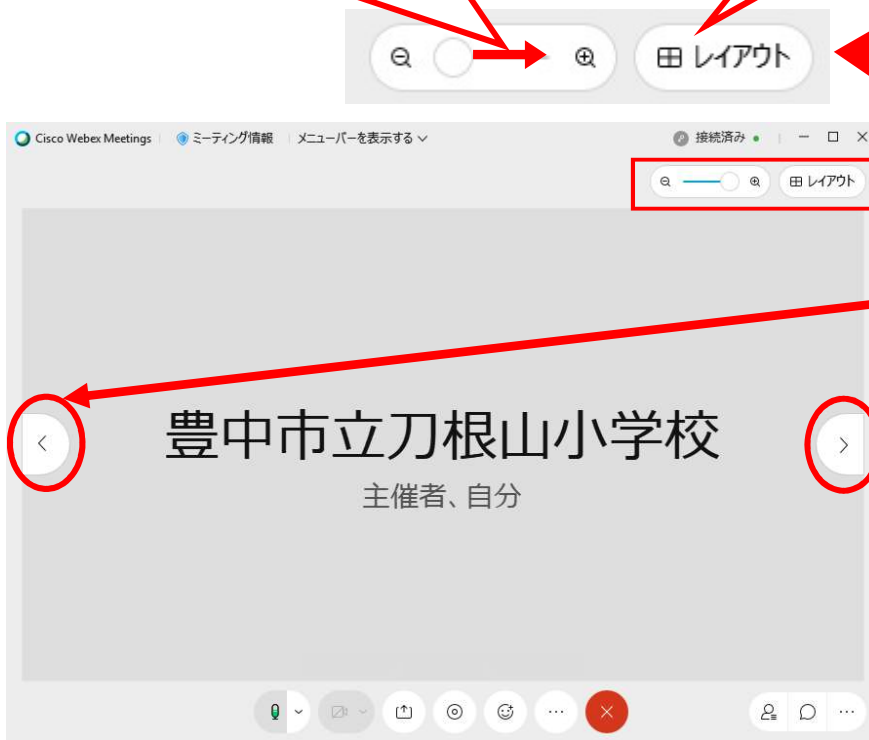 レイアウト
Cisco Webex Meetings ミーティング情報 メニューバーを表示する 接続済み
レイアウト
豊中市立刀根山小学校
主催者、自分